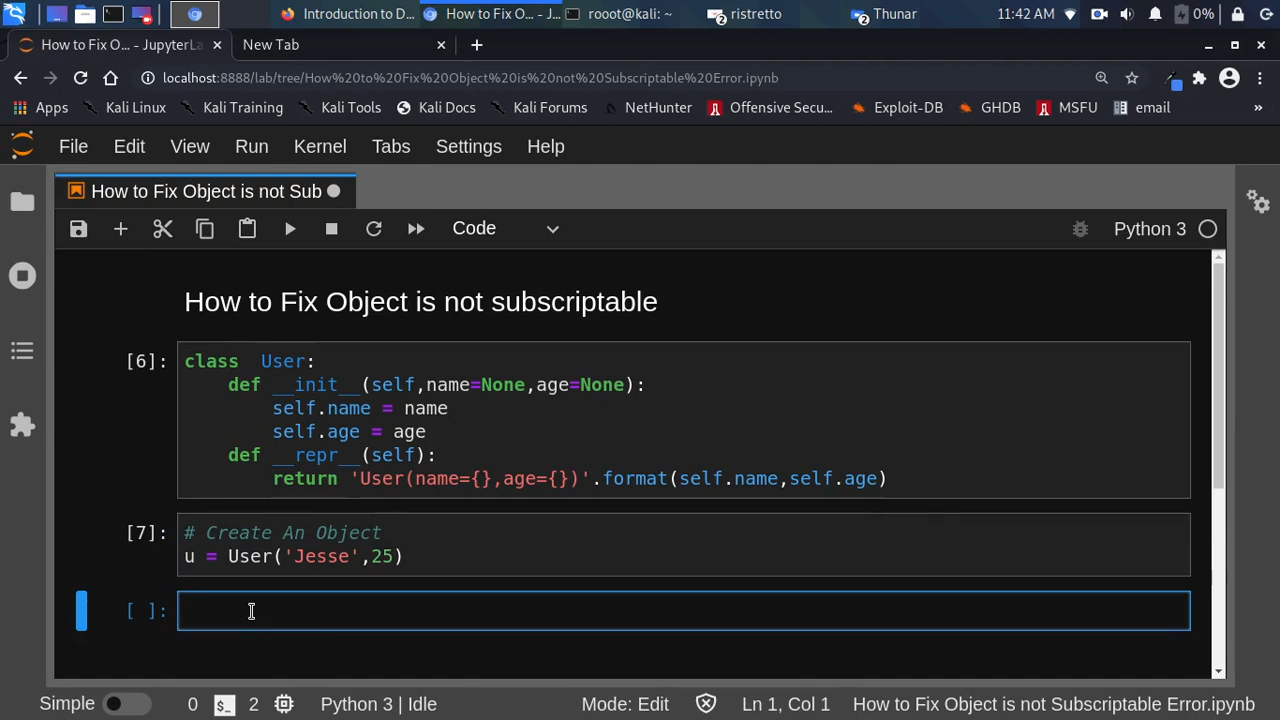 Introduction to D...
How to Fix O... - J...
rooot@kali: ~
ristretto
Thunar
11:42 AM
0%
How to Fix O... - JupyterLa
New Tab
localhost:8888/lab/tree/How%20to%20Fix%20Object%20is%20not%20Subscriptable%20Error.ipynb
Apps
Kali Linux
Kali Training
Kali Tools
Kali Docs
Kali Forums
NetHunter
Offensive Secu...
Exploit-DB
GHDB
MSFU
email
»
File
Edit
View
Run
Kernel
Tabs
Settings
Help
How to Fix Object is not Sub
Code
Python 3
How to Fix Object is not subscriptable
[6]:
class  User:
    def __init__(self,name=None,age=None):
        self.name = name
        self.age = age
    def __repr__(self):
        return 'User(name={},age={})'.format(self.name,self.age)
[7]:
# Create An Object
u = User('Jesse',25)
[ ]:
Simple
0
2
Python 3 | Idle
Mode: Edit
Ln 1, Col 1
How to Fix Object is not Subscriptable Error.ipynb